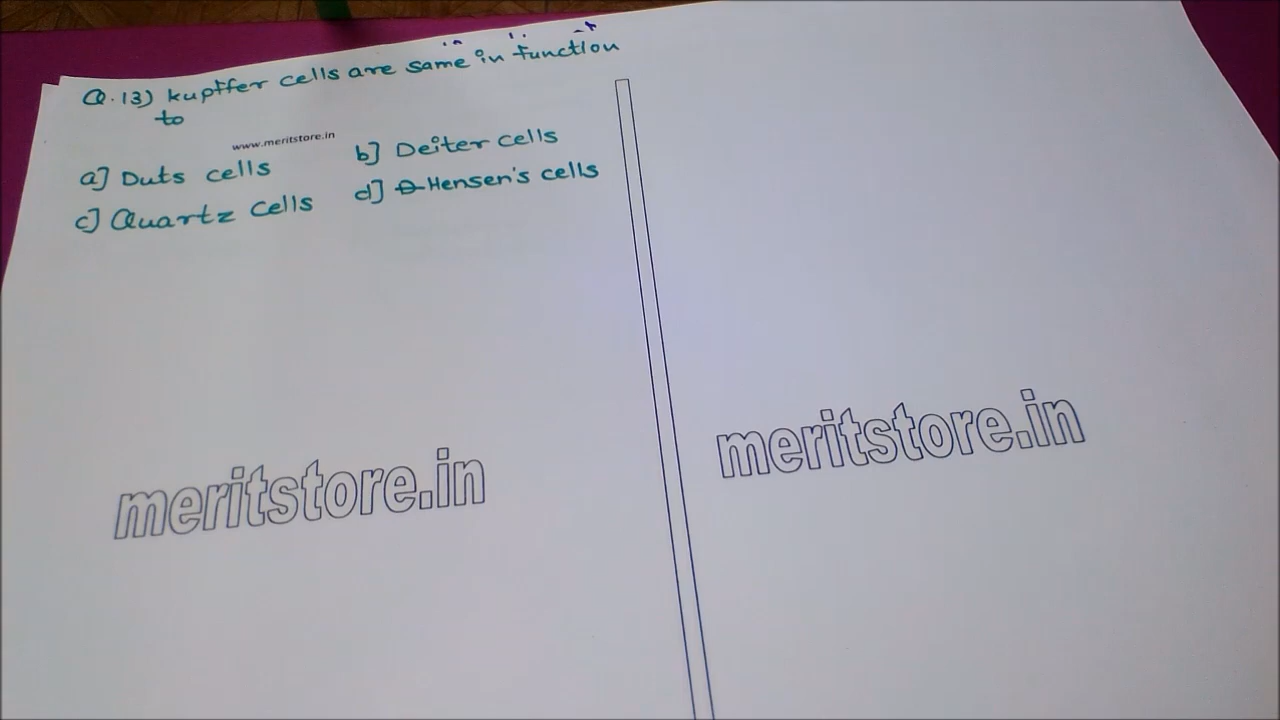 Q.13) kupffer cells are same in function
to
www.meritstore.in
a] Duts cells b] Deiter cells
c] Quartz cells d] Hensen's cells
meritstore.in
meritstore.in